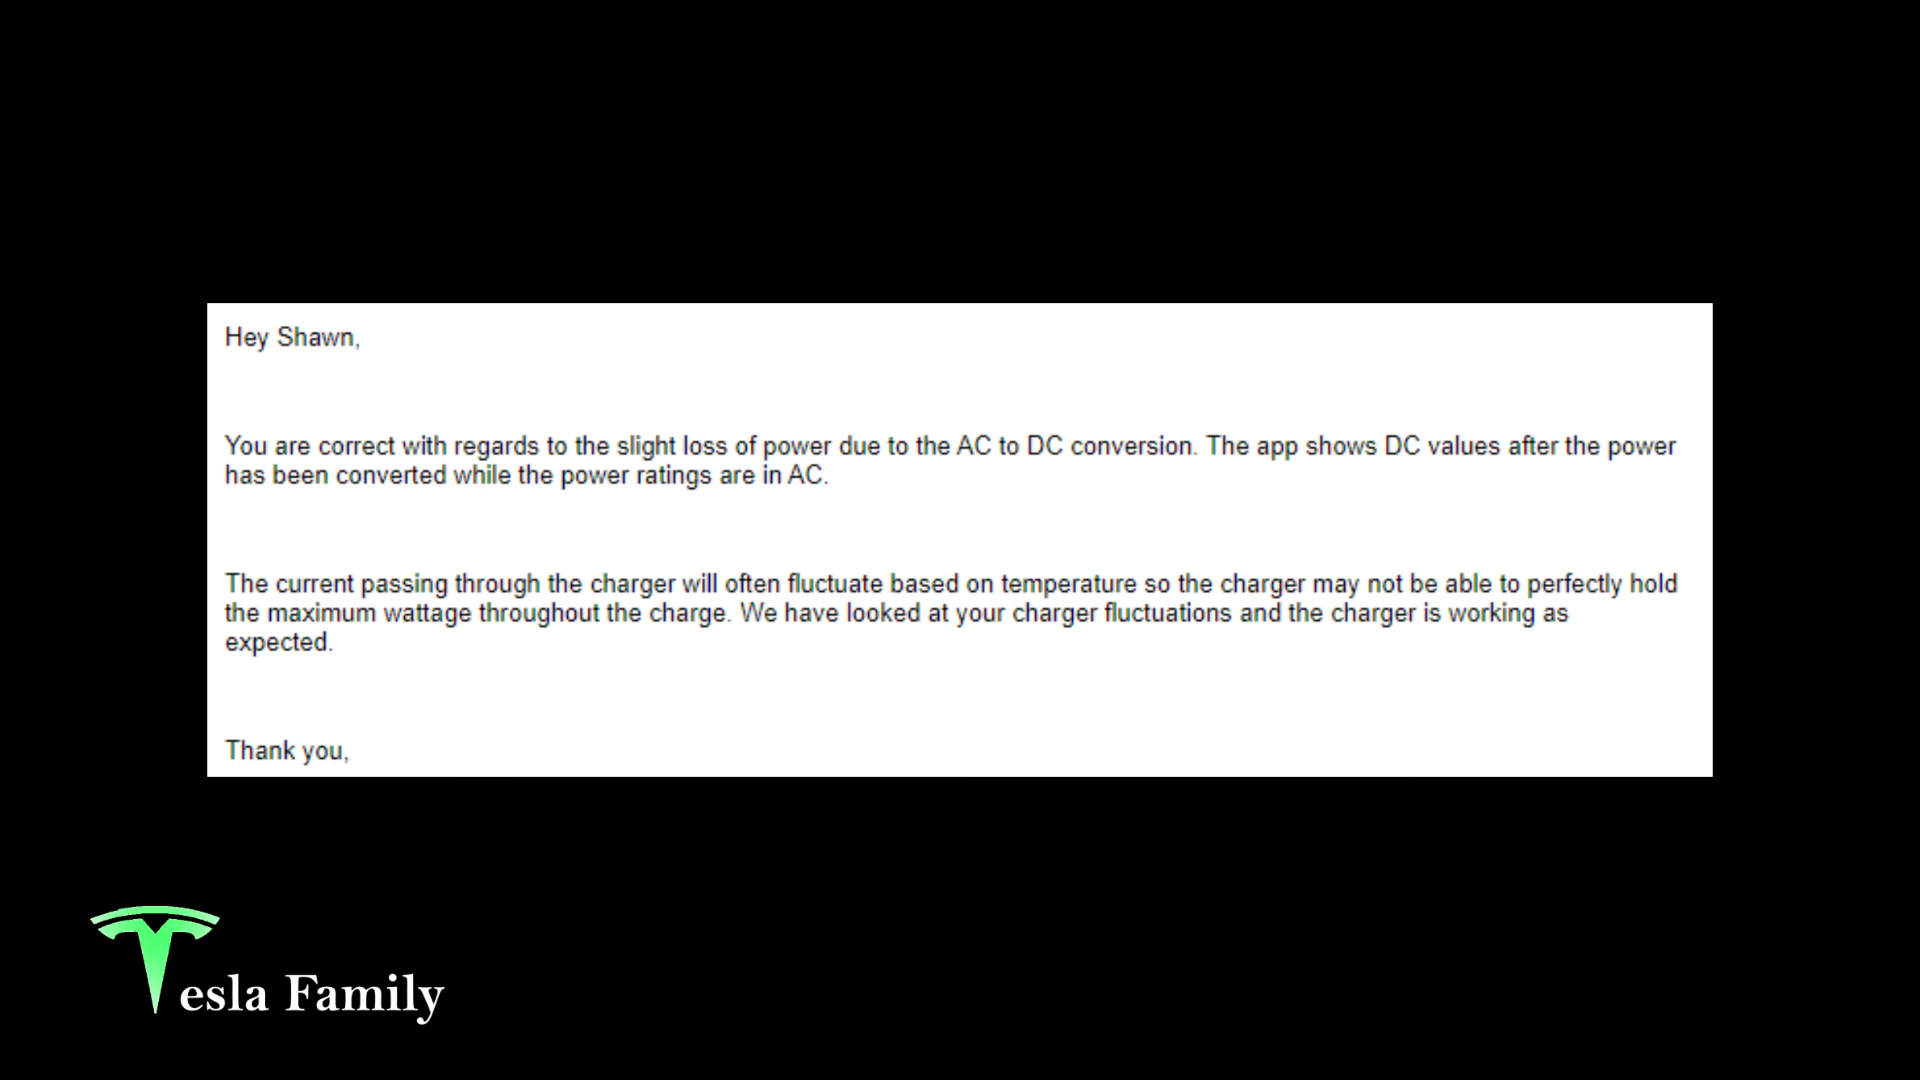 Hey Shawn,
You are correct with regards to the slight loss of power due to the AC to DC conversion. The app shows DC values after the power
has been converted while the power ratings are in AC.
The current passing through the charger will often fluctuate based on temperature so the charger may not be able to perfectly hold
the maximum wattage throughout the charge. We have looked at your charger fluctuations and the charger is working as
expected.
Thank you,
Tesla Family